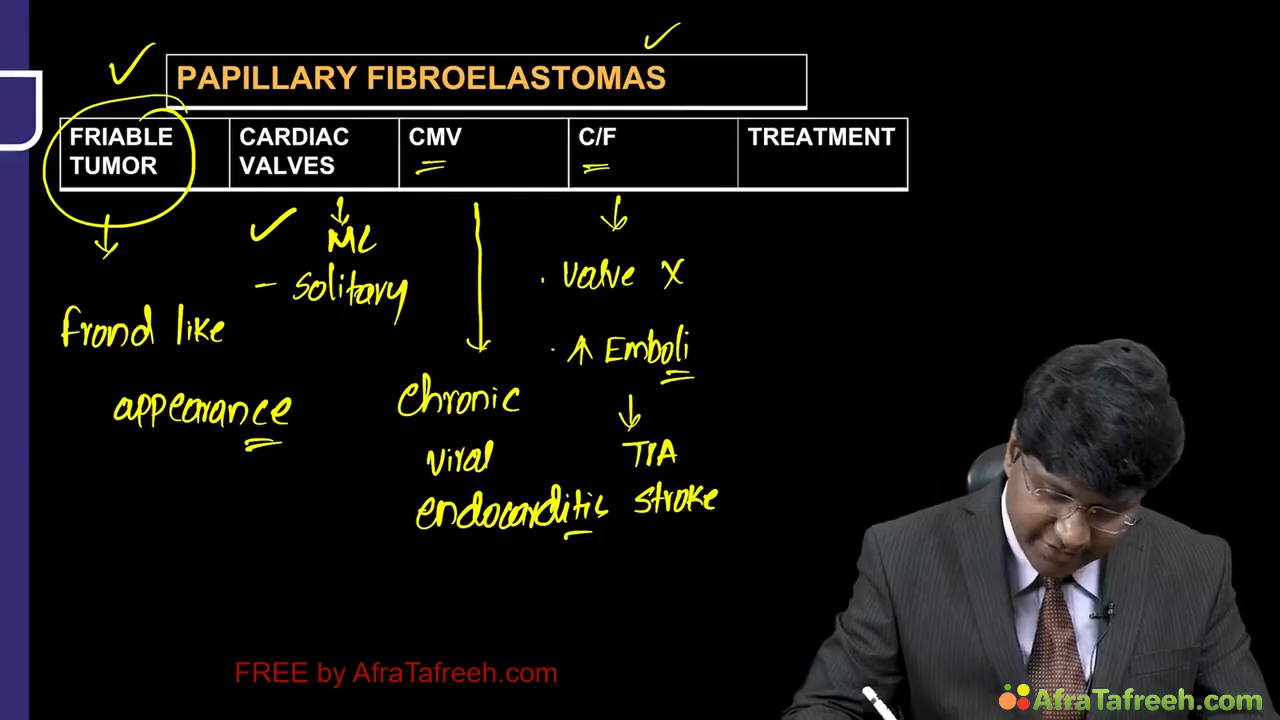 PAPILLARY FIBROELASTOMAS
FRIABLE TUMOR
CARDIAC VALVES
CMV
C/F
TREATMENT
frond like
appearance
MC
- solitary
chronic
viral
endocarditis
· valve X
· ↑ Emboli
TIA
stroke
FREE by AfraTafreeh.com
AfraTafreeh.com